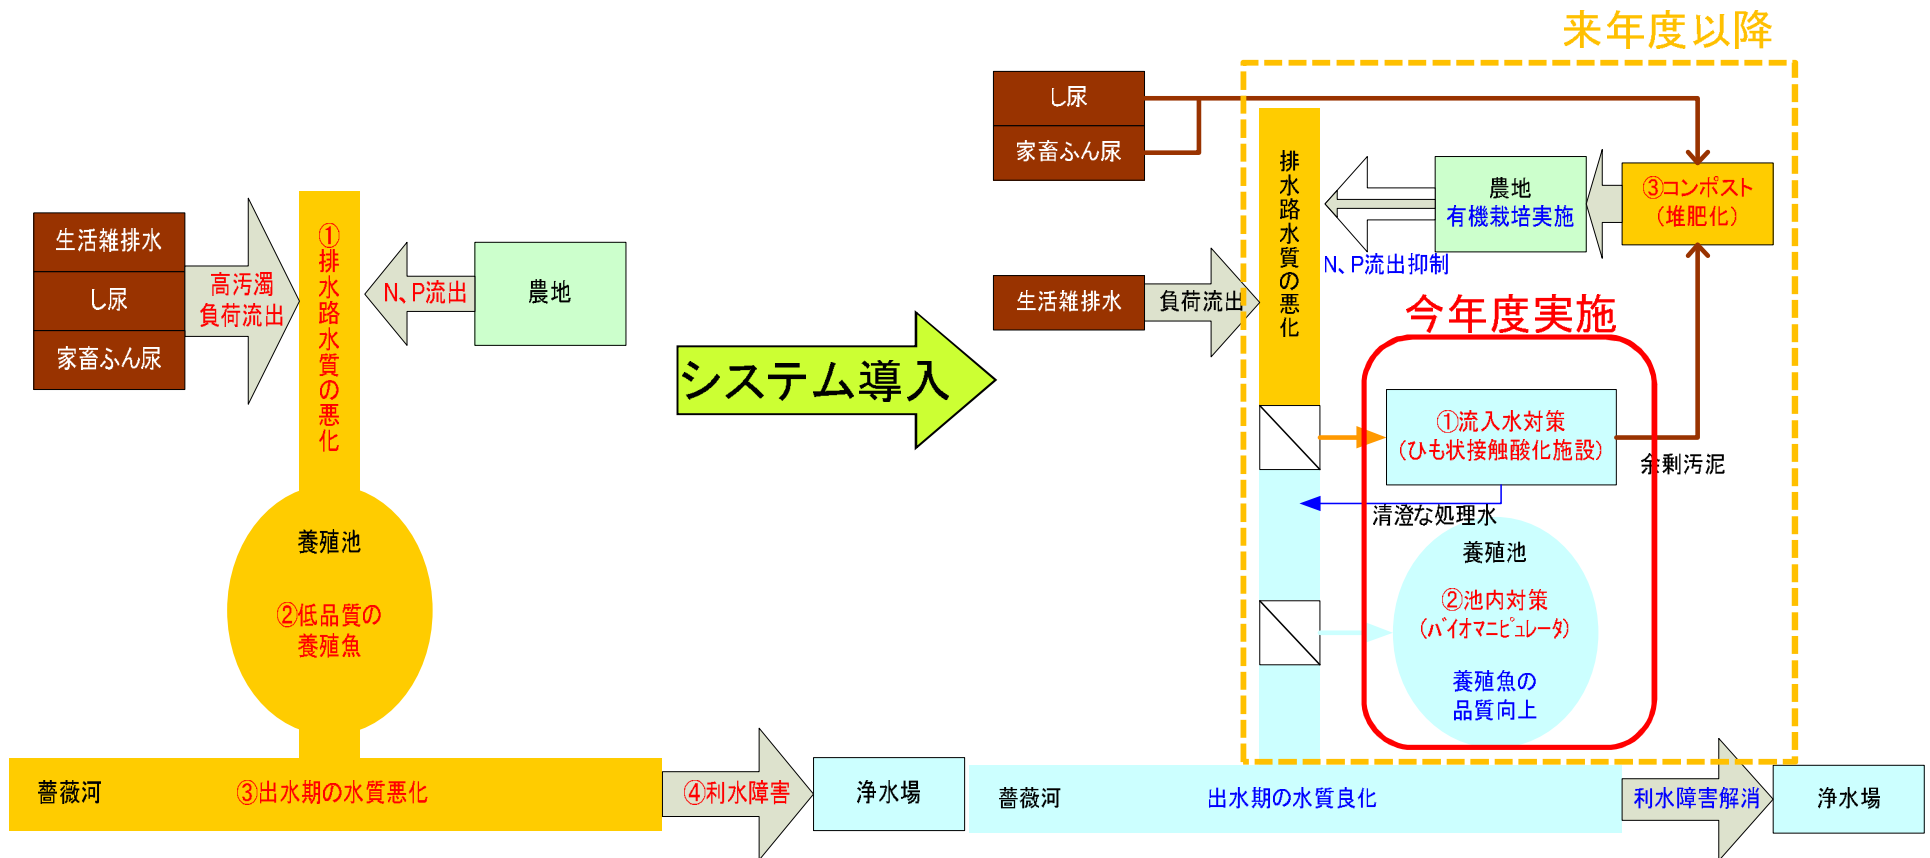 来年度以降
生活雑排水
し尿
家畜ふん尿
高汚濁
負荷流出
①排水路水質の悪化
N、P流出
農地
養殖池
②低品質の
養殖魚
薔薇河
③出水期の水質悪化
④利水障害
浄水場
システム導入
し尿
家畜ふん尿
生活雑排水
負荷流出
排水路水質の悪化
農地
有機栽培実施
N、P流出抑制
③コンポスト
(堆肥化)
今年度実施
①流入水対策
(ひも状接触酸化施設)
余剰汚泥
清澄な処理水
養殖池
②池内対策
(バイオマニピュレータ)
養殖魚の
品質向上
薔薇河
出水期の水質良化
利水障害解消
浄水場